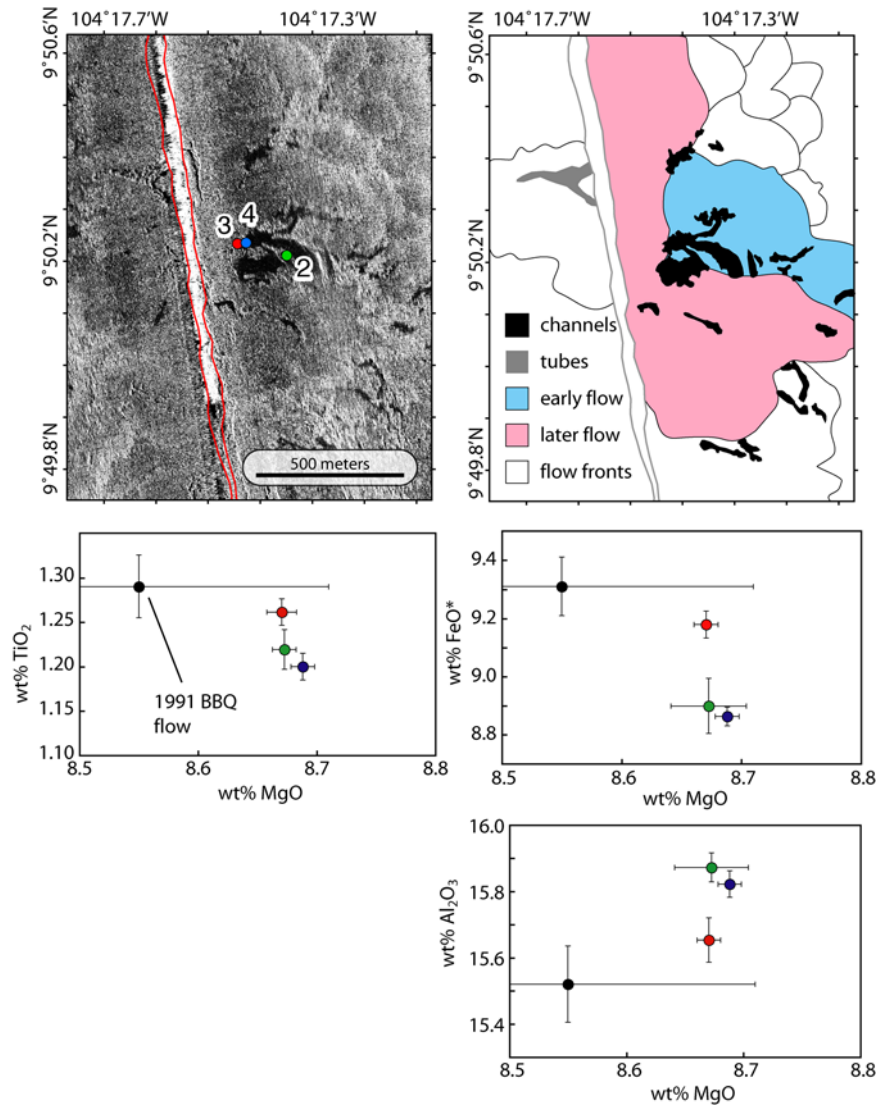 104°17.7'W
104°17.3'W
104°17.7'W
104°17.3'W
9°50.6'N
9°50.2'N
9°49.8'N
3
4
2
500 meters
9°50.6'N
9°50.2'N
9°49.8'N
channels
tubes
early flow
later flow
flow fronts
wt% TiO2
1.30
1.25
1.20
1.15
1.10
1991 BBQ
flow
8.5
8.6
8.7
8.8
wt% MgO
wt% FeO*
9.4
9.2
9.0
8.8
8.5
8.6
8.7
8.8
wt% MgO
wt% Al2O3
16.0
15.8
15.6
15.4
8.5
8.6
8.7
8.8
wt% MgO